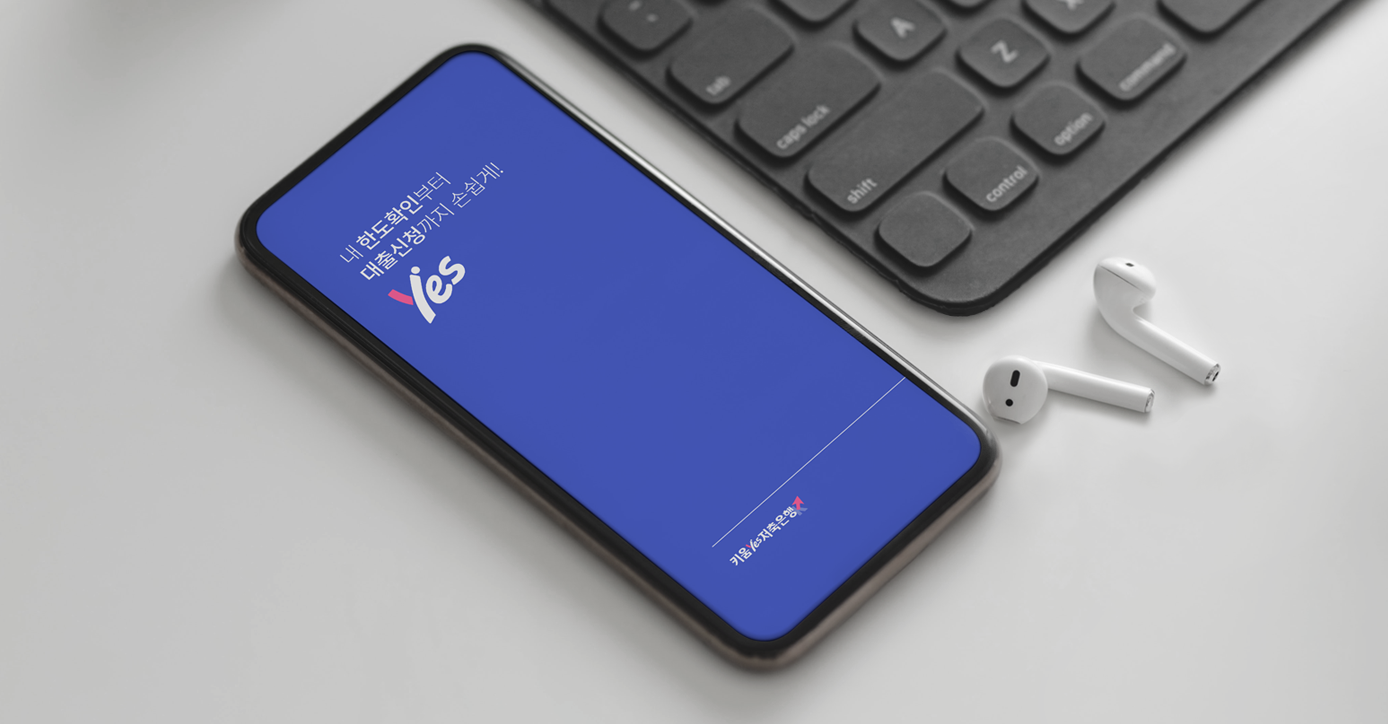 내 한도확인부터
대출신청까지 손쉽게!
Yes
키움Yes저축은행
tab
caps lock
shift
A
Z
X
control
option
command